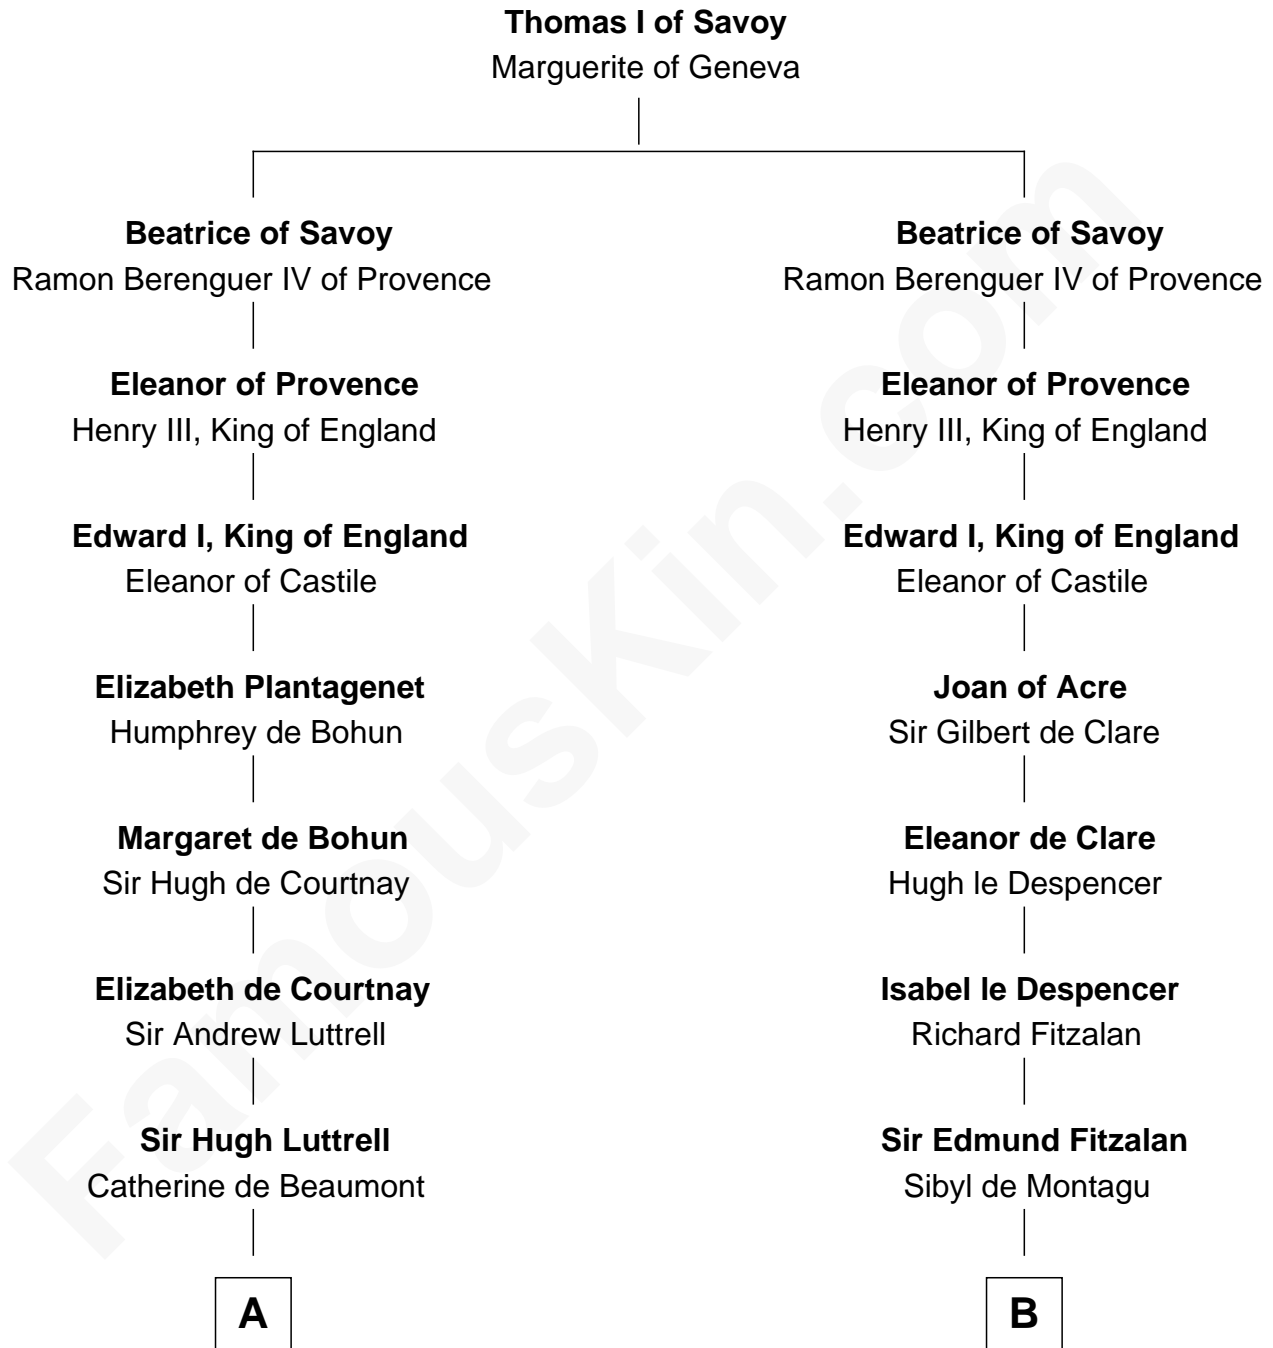 Thomas I of Savoy
Marguerite of Geneva
Beatrice of Savoy
Ramon Berenguer IV of Provence
Eleanor of Provence
Henry III, King of England
Edward I, King of England
Eleanor of Castile
Elizabeth Plantagenet
Humphrey de Bohun
Margaret de Bohun
Sir Hugh de Courtnay
Elizabeth de Courtnay
Sir Andrew Luttrell
Sir Hugh Luttrell
Catherine de Beaumont
A
Beatrice of Savoy
Ramon Berenguer IV of Provence
Eleanor of Provence
Henry III, King of England
Edward I, King of England
Eleanor of Castile
Joan of Acre
Sir Gilbert de Clare
Eleanor de Clare
Hugh le Despencer
Isabel le Despencer
Richard Fitzalan
Sir Edmund Fitzalan
Sibyl de Montagu
B
FamousKin.com